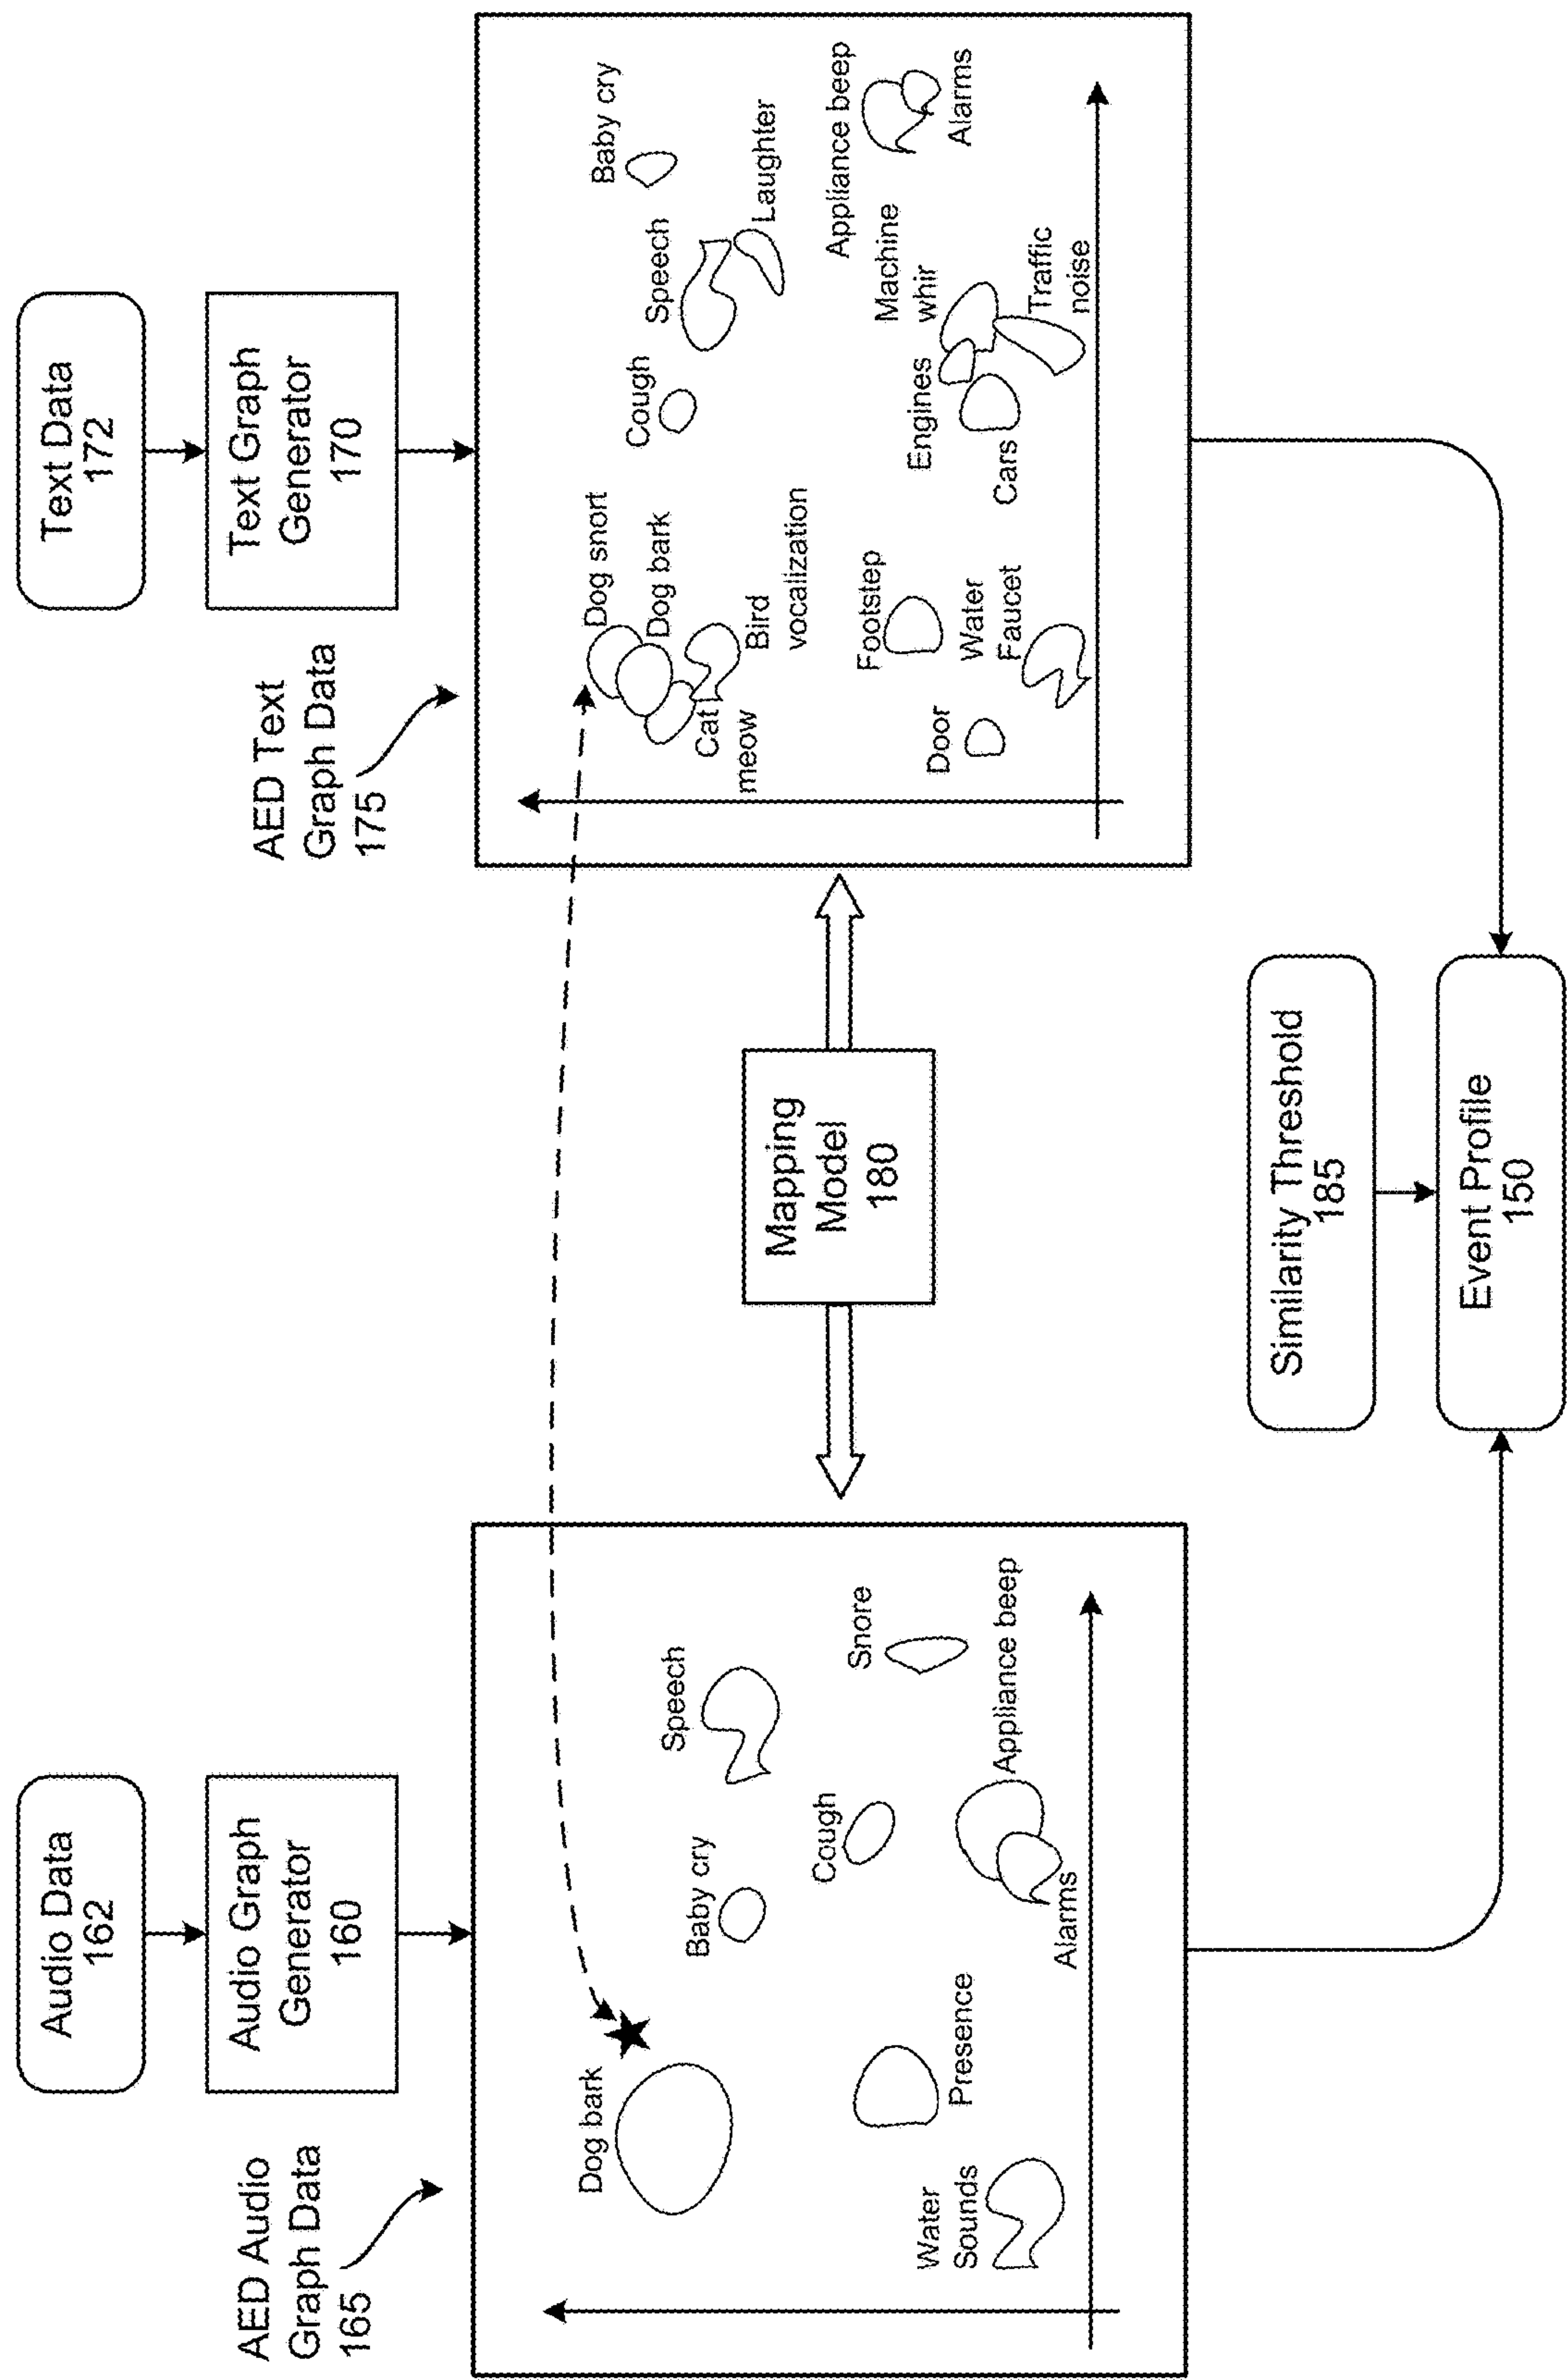 Audio Data
162
Audio Graph
Generator
160
AED Audio
Graph Data
165
Dog bark
Baby cry
Speech
Cough
Snore
Presence
Water
Sounds
Appliance beep
Alarms
Mapping
Model
180
Text Data
172
Text Graph
Generator
170
AED Text
Graph Data
175
Dog snort
Dog bark
Cat
meow
Bird
vocalization
Cough
Speech
Baby cry
Laughter
Footstep
Door
Water
Faucet
Engines
Cars
Machine
whir
Traffic
noise
Appliance beep
Alarms
Similarity Threshold
185
Event Profile
150